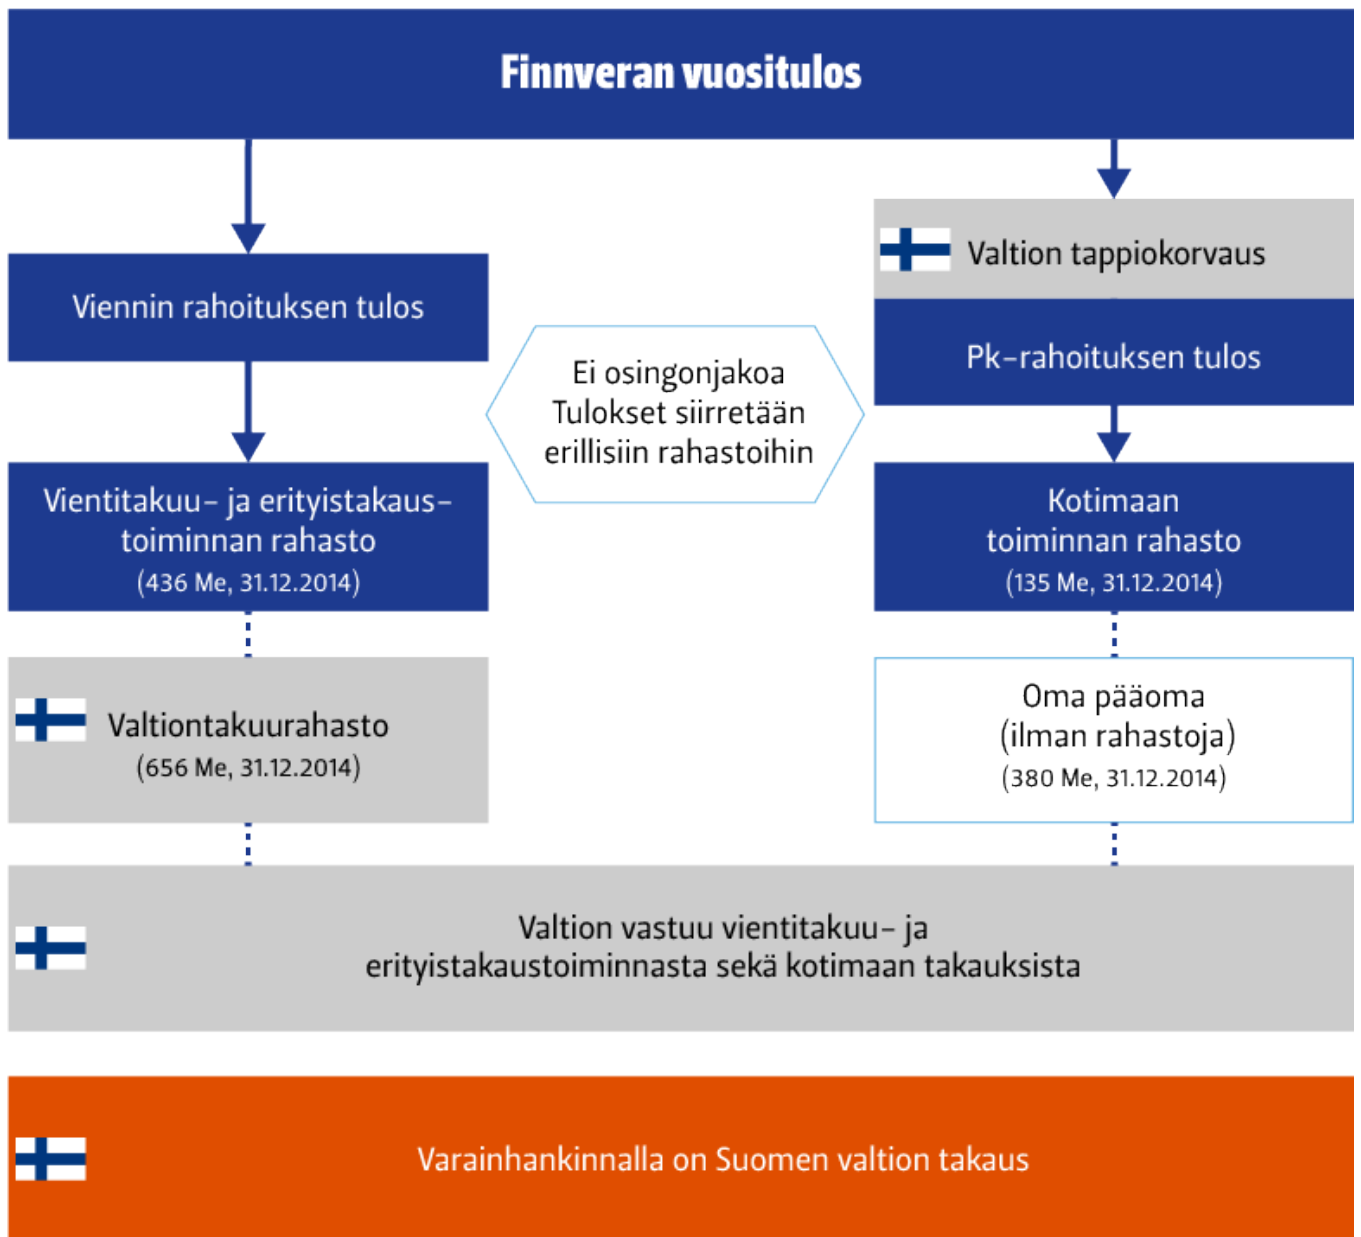 Finnveran vuositulos
Viennin rahoituksen tulos
Vientitakuu- ja erityistakaus-
toiminnan rahasto
(436 Me, 31.12.2014)
Valtiontakuurahasto
(656 Me, 31.12.2014)
Ei osingonjakoa
Tulokset siirretään
erillisiin rahastoihin
Valtion tappiokorvaus
Pk-rahoituksen tulos
Kotimaan
toiminnan rahasto
(135 Me, 31.12.2014)
Oma pääoma
(ilman rahastoja)
(380 Me, 31.12.2014)
Valtion vastuu vientitakuu- ja
erityistakaustoiminnasta sekä kotimaan takauksista
Varainhankinnalla on Suomen valtion takaus